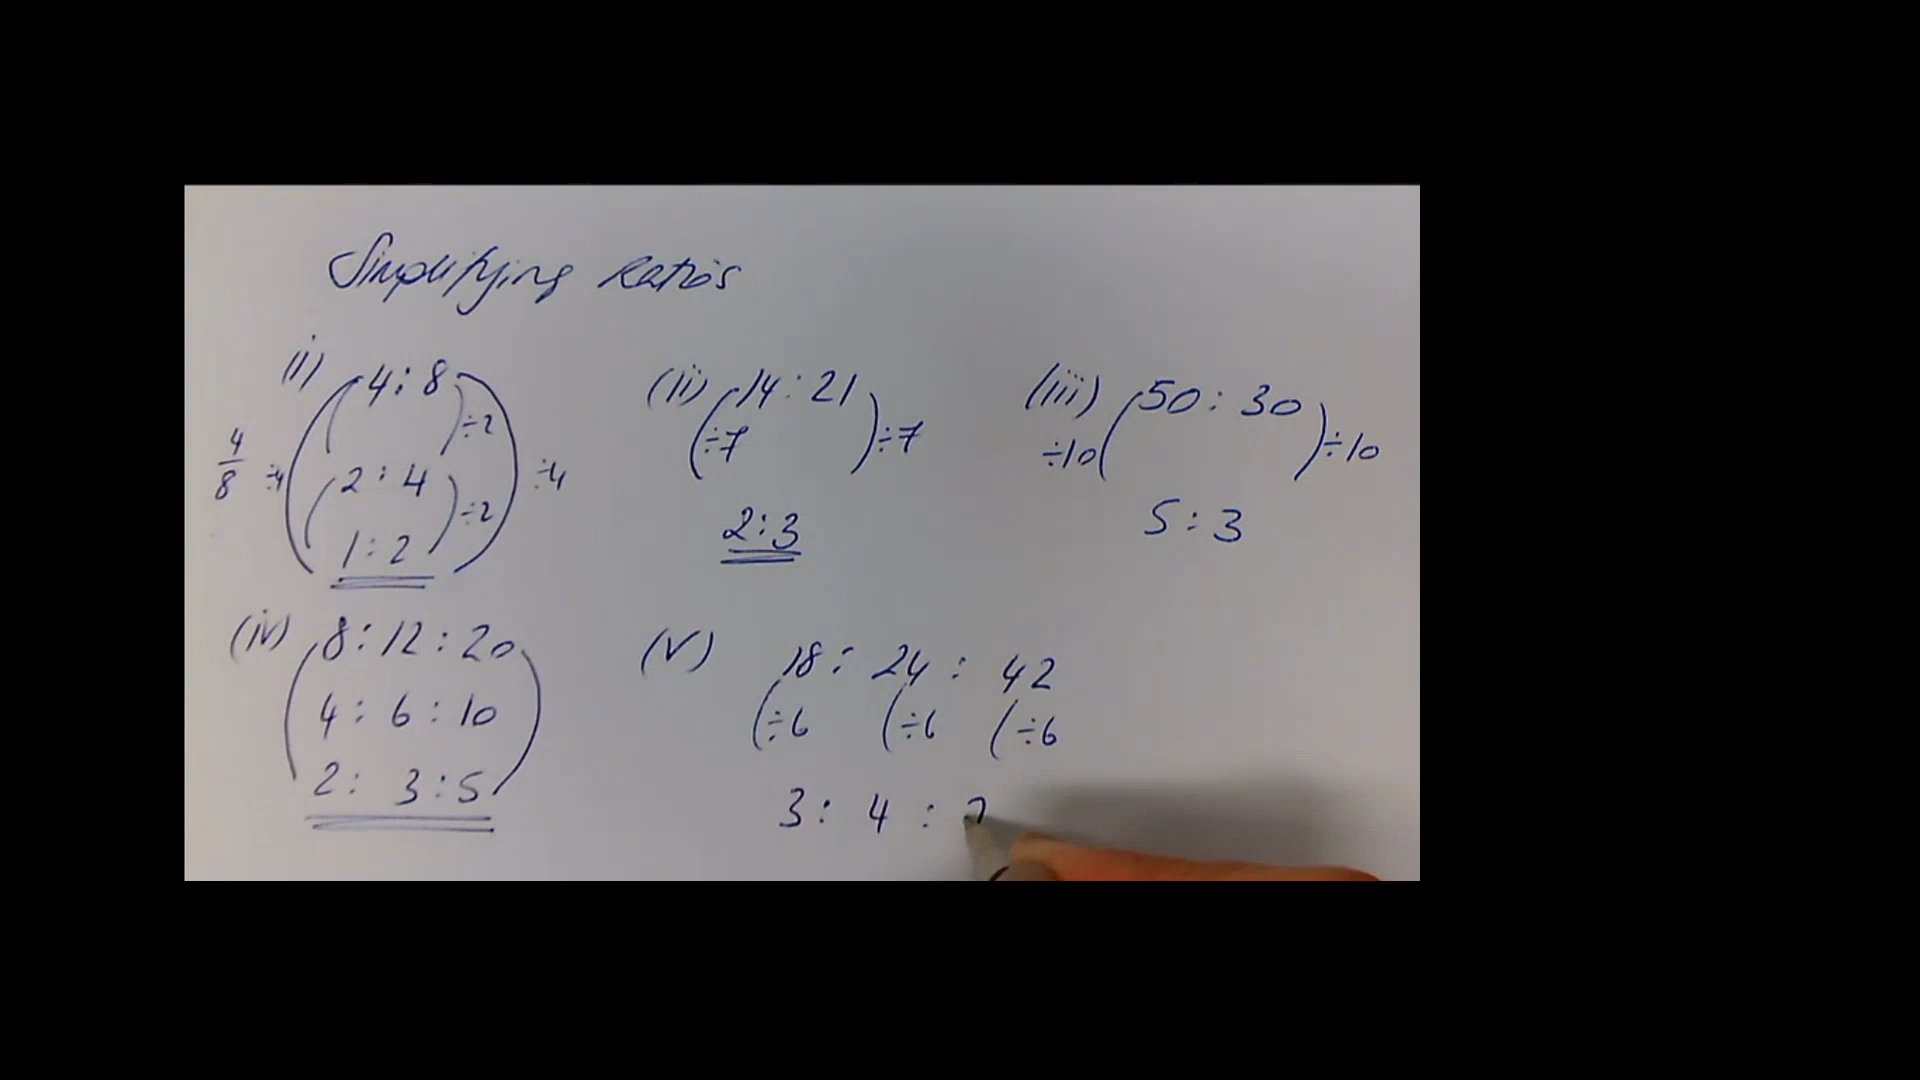 Simplifying Ratios
(i) 4:8
÷2
4/8 ÷4 2:4 ÷4
÷2
1:2
(ii) 14:21
÷7 ÷7
2:3
(iii) 50:30
÷10 ÷10
5:3
(iv) 8:12:20
4:6:10
2:3:5
(v) 18:24:42
÷6 ÷6 ÷6
3:4: